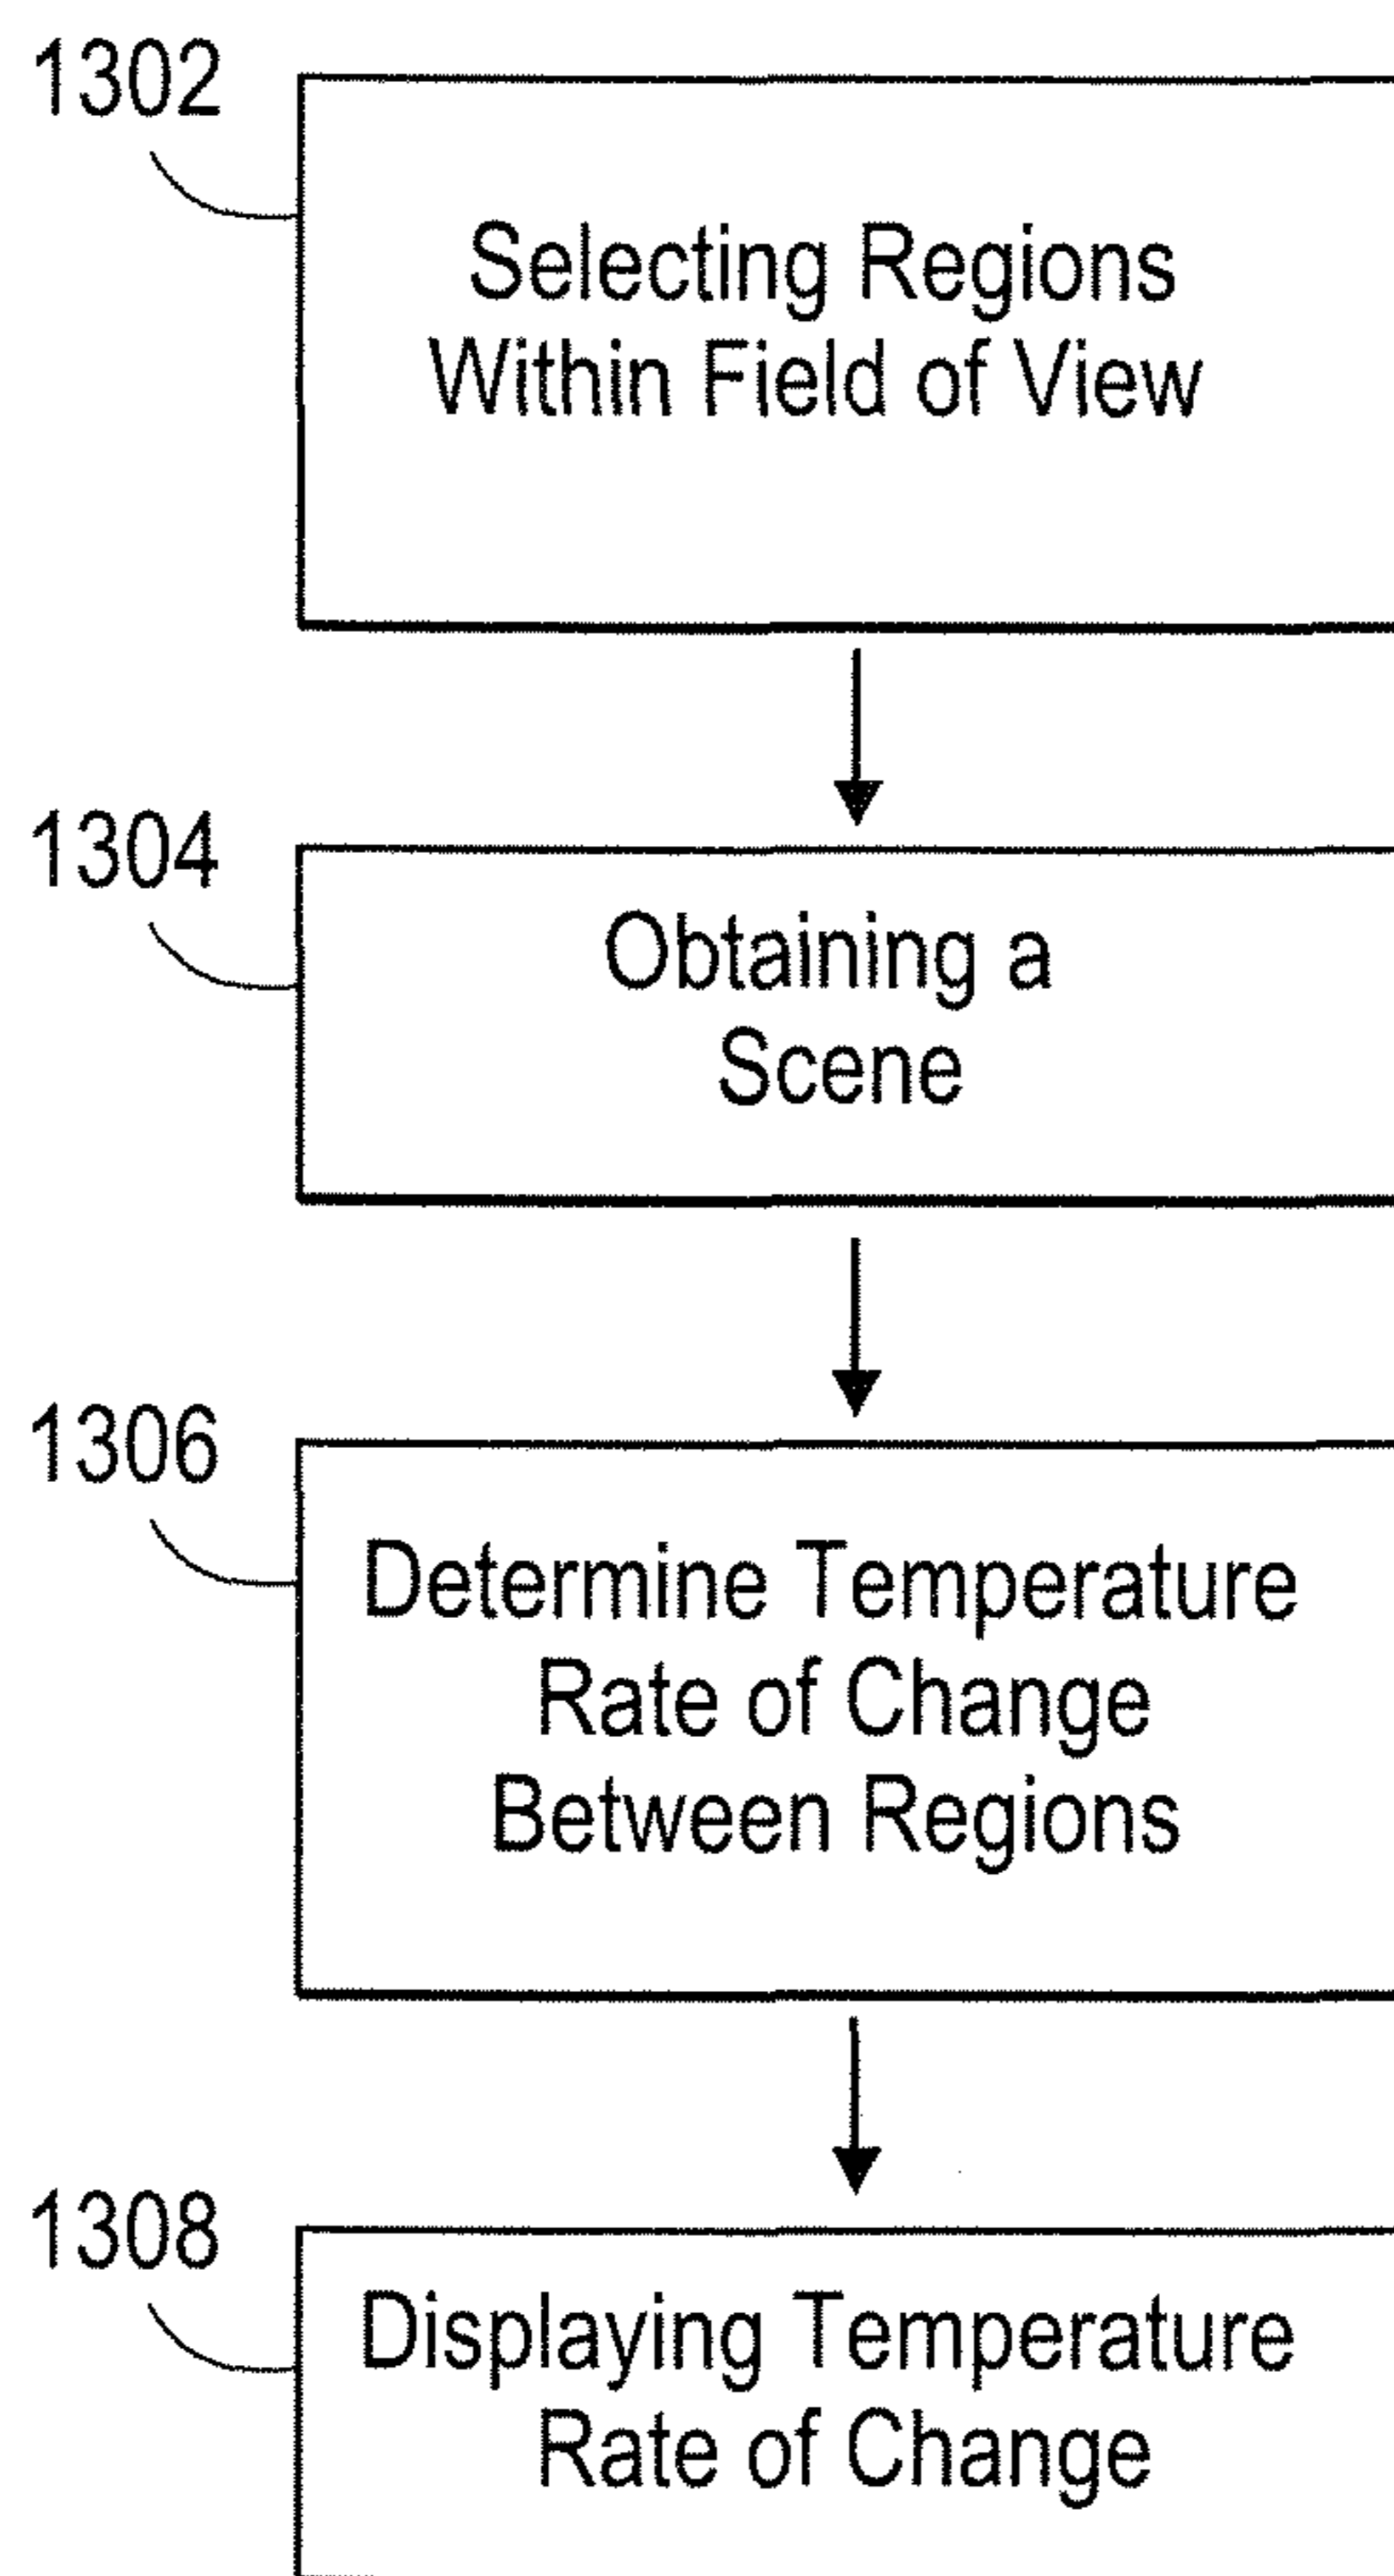 1302
Selecting Regions
Within Field of View
1304
Obtaining a
Scene
1306
Determine Temperature
Rate of Change
Between Regions
1308
Displaying Temperature
Rate of Change